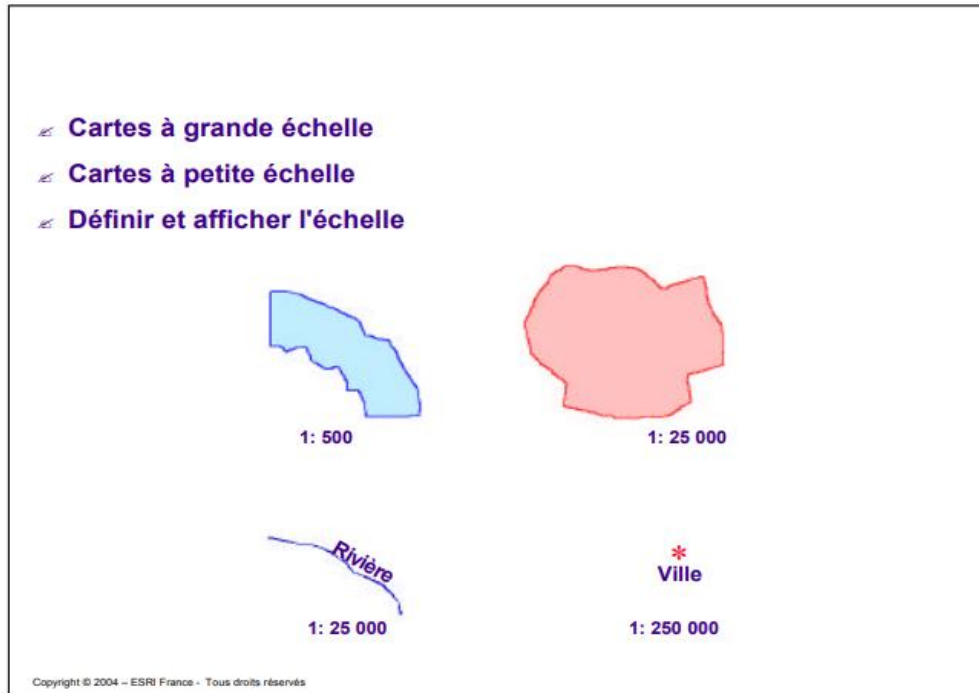 Cartes à grande échelle
Cartes à petite échelle
Définir et afficher l'échelle
1: 500
1: 25 000
Rivière
Ville
1: 25 000
1: 250 000
Copyright © 2004 – ESRI France - Tous droits réservés